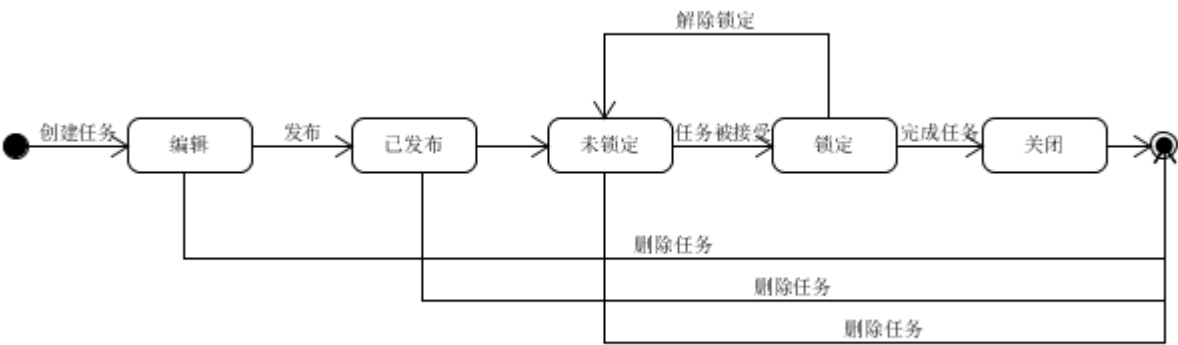 解除锁定
创建任务
编辑
发布
已发布
未锁定
任务被接受
锁定
完成任务
关闭
删除任务
删除任务
删除任务